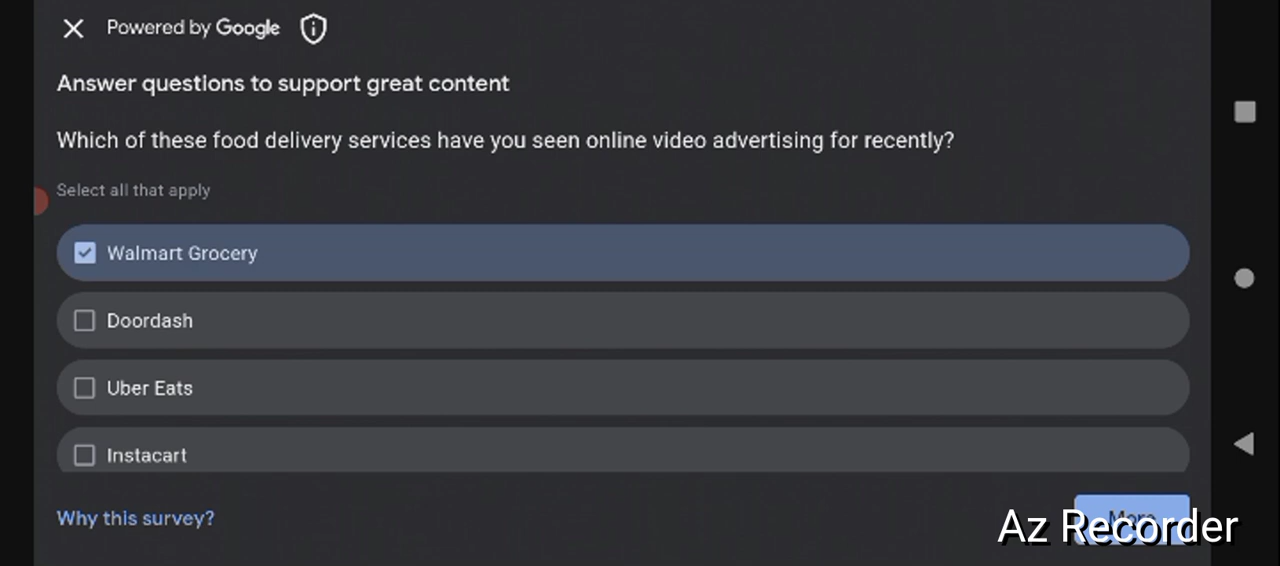 Powered by Google
Answer questions to support great content
Which of these food delivery services have you seen online video advertising for recently?
Select all that apply
Walmart Grocery
Doordash
Uber Eats
Instacart
Why this survey?
More
Az Recorder